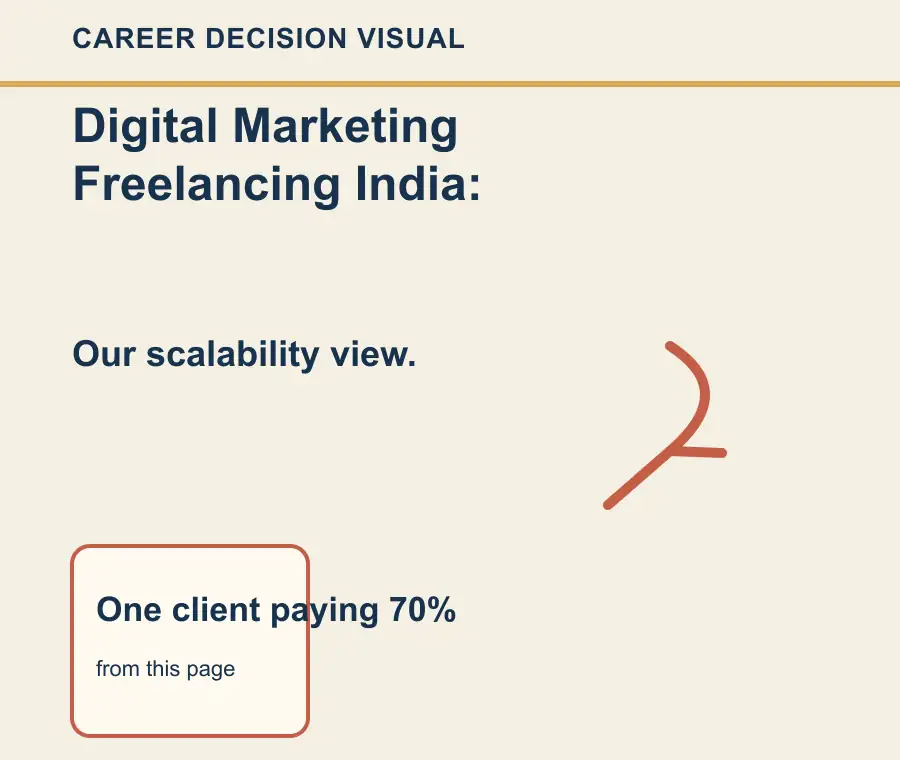 CAREER DECISION VISUAL
Digital Marketing
Freelancing India:
Our scalability view.
One client paying 70%
from this page